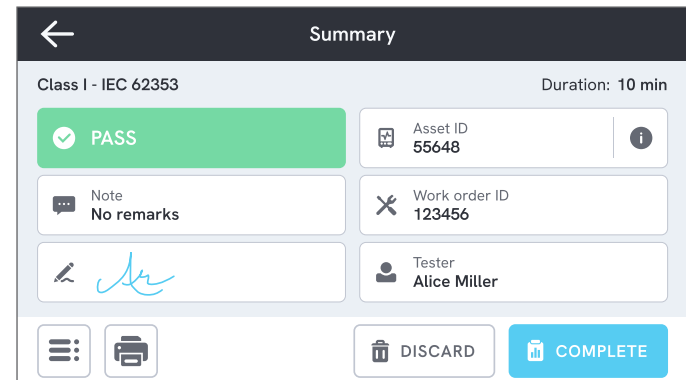 Summary
Class I - IEC 62353
Duration: 10 min
PASS
Asset ID
55648
Note
No remarks
Work order ID
123456
Tester
Alice Miller
DISCARD
COMPLETE